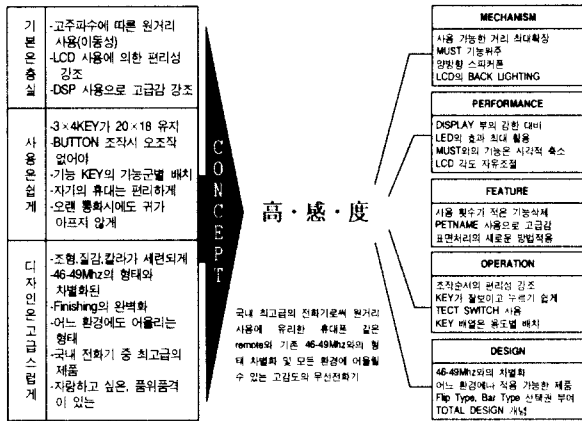 기본은 충실
-고주파수에 따른 원거리
사용(이동성)
-LCD 사용에 의한 편리성
강조
-DSP 사용으로 고급감 강조
사용은 쉽게
-3×4KEY가 20×18 유지
-BUTTON 조작시 오조작
없어야
-기능 KEY의 기능군별 배치
-자기의 휴대는 편리하게
-오랜 통화시에도 귀가
아프지 않게
디자인은 고급스럽게
-조형,질감,칼라가 세련되게
-46-49Mhz의 형태와
차별화된
-Finishing의 완벽화
-어느 환경에도 어울리는
형태
-국내 전화기 중 최고급의
제품
-자랑하고 싶은, 품위품격
이 있는
CONCEPT
高·感·度
국내 최고급의 전화기로써 원거리
사용에 유리한 휴대폰 같은
remote와 기존 46-49Mhz와의 형
태 차별화 및 모든 환경에 어울릴
수 있는 고감도의 무선전화기
MECHANISM
사용 가능한 거리 최대확장
MUST 기능위주
양방향 스피커폰
LCD의 BACK LIGHTING
PERFORMANCE
DISPLAY 부의 강한 대비
LED의 효과 최대 활용
MUST외의 기능은 시각적 축소
LCD 각도 자유조절
FEATURE
사용 횟수가 적은 기능삭제
PETNAME 사용으로 고급감
표면처리의 새로운 방법적용
OPERATION
조작순서의 편리성 강조
KEY가 잘보이고 누르기 쉽게
TECT SWITCH 사용
KEY 배열은 용도별 배치
DESIGN
46-49Mhz와의 차별화
어느 환경에나 적응 가능한 제품
Flip Type, Bar Type 선택권 부여
TOTAL DESIGN 개념